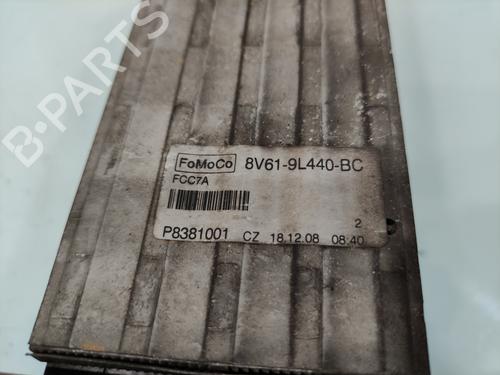 B-PARTS
FoMoCo 8V61-9L440-BC
FCC7A
2
P8381001 CZ 18.12.08 08:40